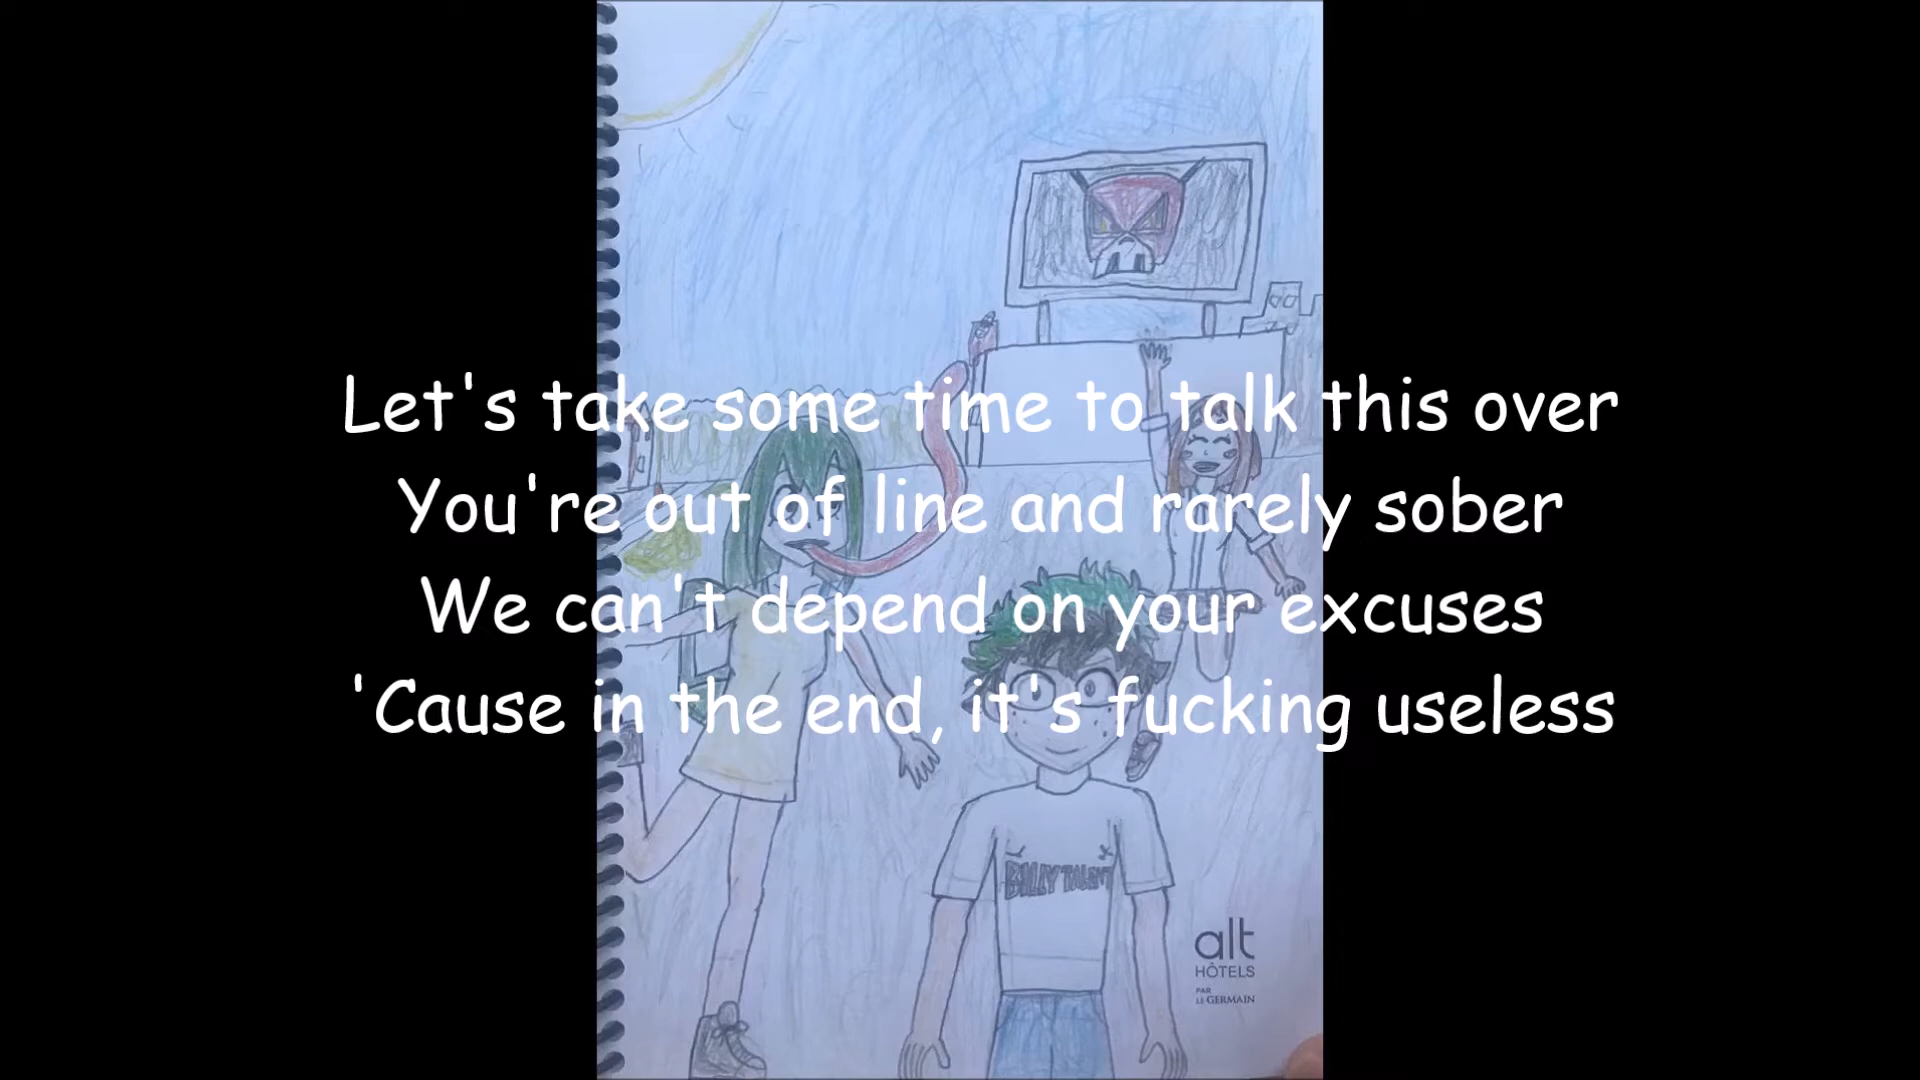 Let's take some time to talk this over
You're out of line and rarely sober
We can't depend on your excuses
'Cause in the end, it's fucking useless
BILLY TALENT
alt
HÔTELS
PAR
LE GERMAIN